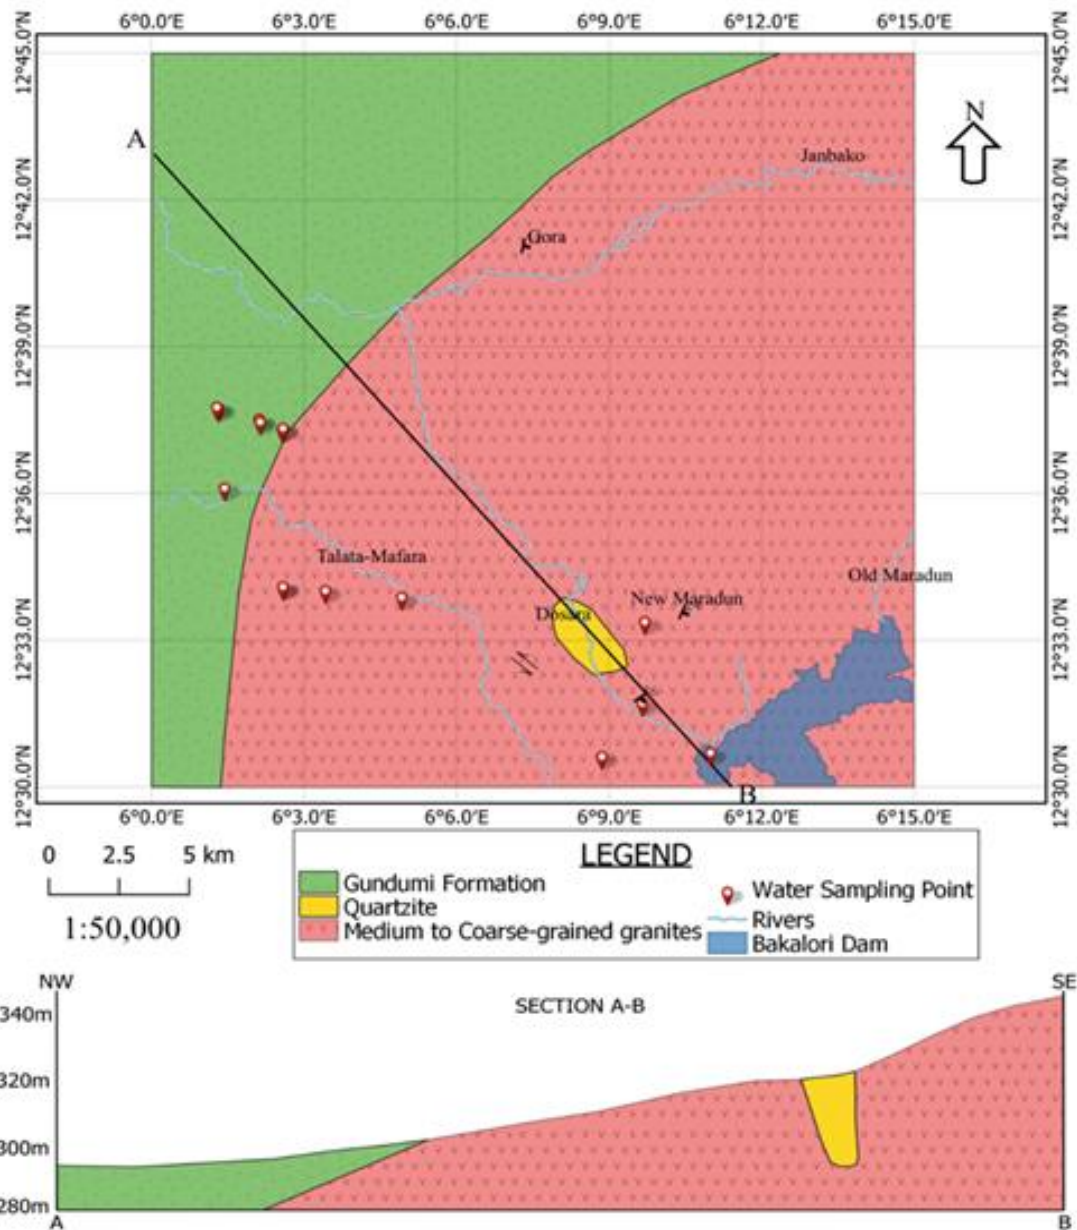 6°0.0'E 6°3.0'E 6°6.0'E 6°9.0'E 6°12.0'E 6°15.0'E
12°45.0'N 12°45.0'N
A
N
Janbako
12°42.0'N 12°42.0'N
Gora
12°39.0'N 12°39.0'N
12°36.0'N 12°36.0'N
Talata-Mafara
Old Maradun
New Maradun
Dosara
12°33.0'N 12°33.0'N
12°30.0'N 12°30.0'N
B
6°0.0'E 6°3.0'E 6°6.0'E 6°9.0'E 6°12.0'E 6°15.0'E
0 2.5 5 km
1:50,000
LEGEND
Gundumi Formation
Quartzite
Medium to Coarse-grained granites
Water Sampling Point
Rivers
Bakalori Dam
NW SE
SECTION A-B
340m
320m
300m
280m
A B